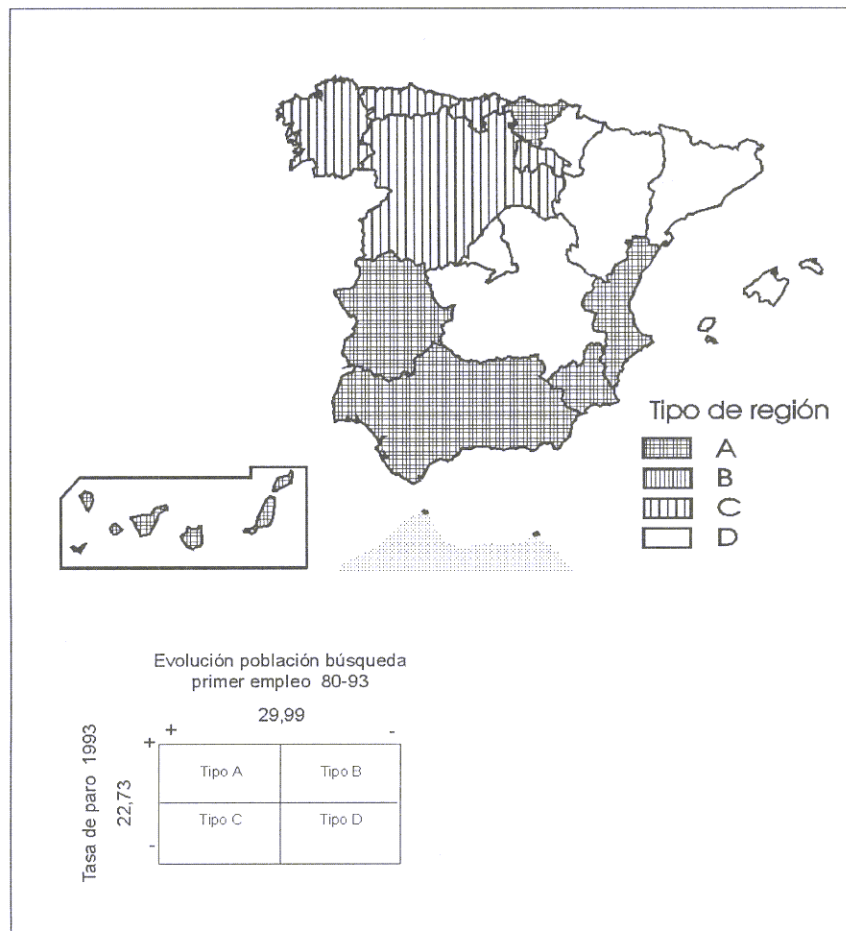 Tipo de región
A
B
C
D
Evolución población búsqueda
primer empleo 80-93
29,99
+ -
Tasa de paro 1993
22,73
+
-
Tipo A Tipo B
Tipo C Tipo D